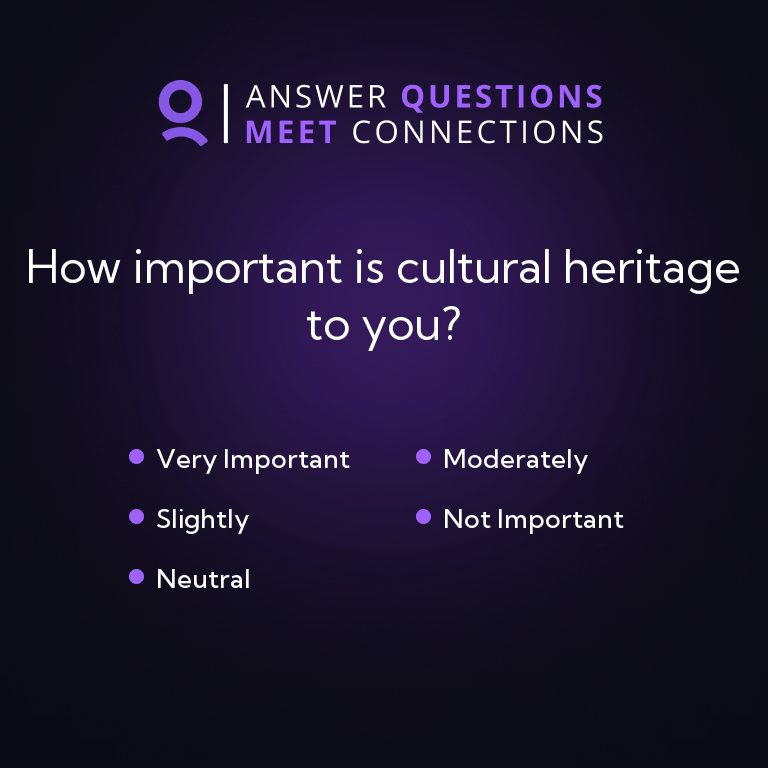 ANSWER QUESTIONS
MEET CONNECTIONS
How important is cultural heritage
to you?
Very Important
Moderately
Slightly
Not Important
Neutral